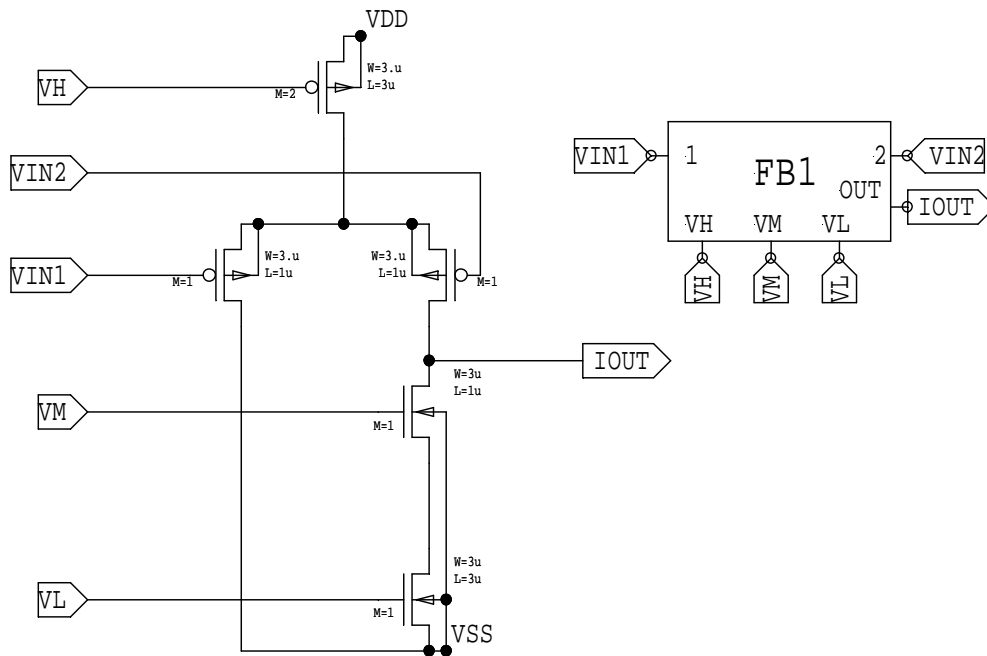 VDD
VH
W=3.u
L=3u
M=2
VIN2
VIN1
W=3.u
L=1u
M=1
W=3.u
L=1u
M=1
IOUT
W=3u
L=1u
VM
M=1
W=3u
L=3u
VL
M=1
VSS
VIN1
1
2
VIN2
FB1
OUT
IOUT
VH
VM
VL
VH
VM
VL